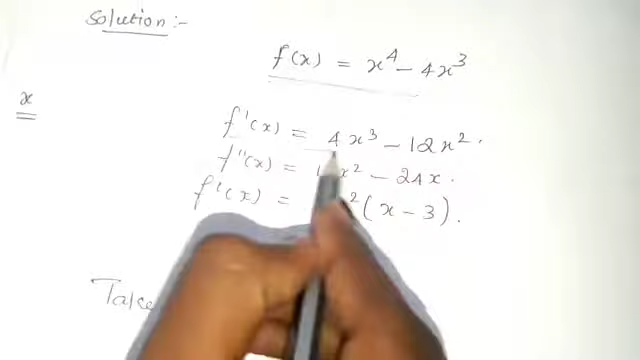 Solution:-
f(x) = x⁴ - 4x³
x
f'(x) = 4x³ - 12x².
f''(x) = x² - 24x.
f'(x) = ²(x - 3).
Take